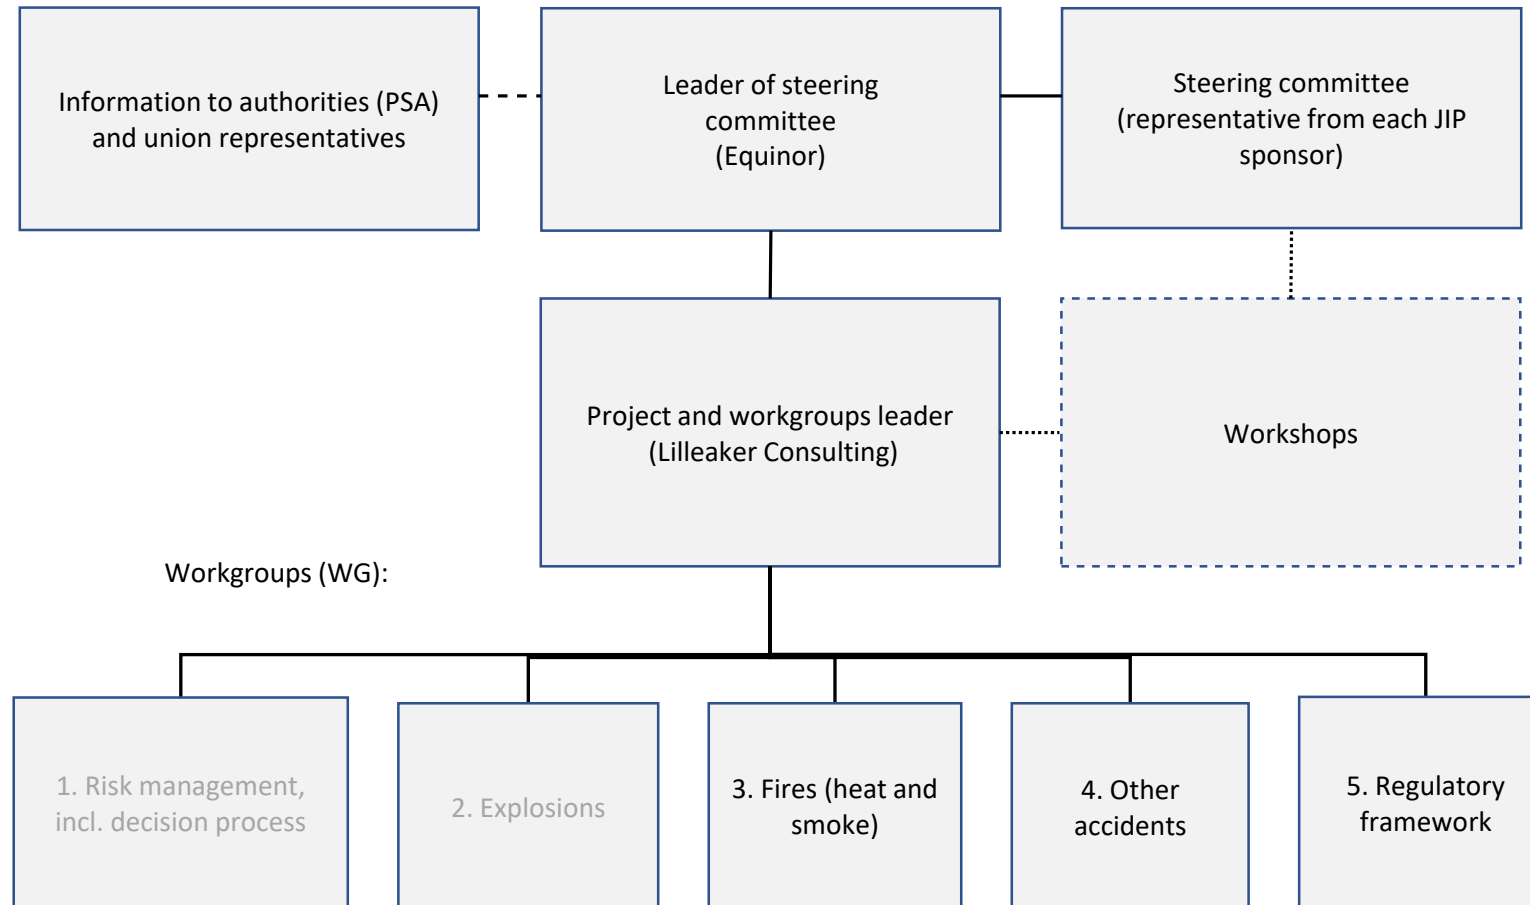 Information to authorities (PSA)
and union representatives
Leader of steering
committee
(Equinor)
Steering committee
(representative from each JIP
sponsor)
Project and workgroups leader
(Lilleaker Consulting)
Workshops
Workgroups (WG):
1. Risk management,
incl. decision process
2. Explosions
3. Fires (heat and
smoke)
4. Other
accidents
5. Regulatory
framework